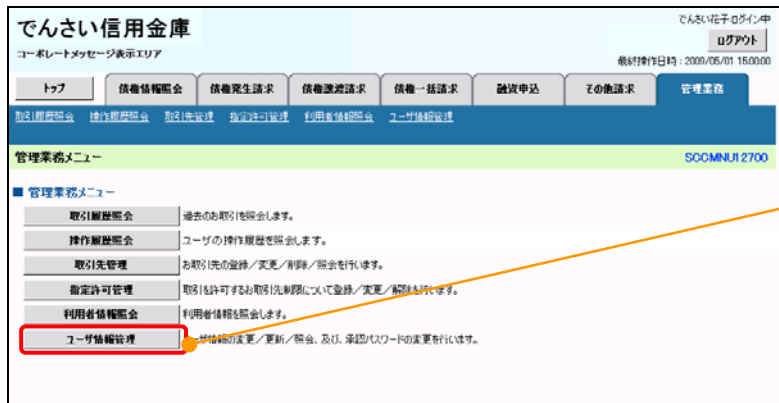 でんさい信用金庫
コーポレートメッセージ表示エリア
でんさい花子ログイン中
ログアウト
最終操作日時:2009/05/01 15:00:00
トップ 債権情報照会 債権発生請求 債権譲渡請求 債権一括請求 融資申込 その他請求 管理業務
取引履歴照会 操作履歴照会 取引先管理 指定許可管理 利用者情報照会 ユーザ情報管理
管理業務メニュー SCCMNU12700
■ 管理業務メニュー
取引履歴照会 過去のお取引を照会します。
操作履歴照会 ユーザの操作履歴を照会します。
取引先管理 お取引先の登録/変更/削除/照会を行います。
指定許可管理 取引を許可するお取引先制限について登録/変更/解除を行います。
利用者情報照会 利用者情報を照会します。
ユーザ情報管理 ユーザ情報の変更/更新/照会、及び、承認パスワードの変更を行います。